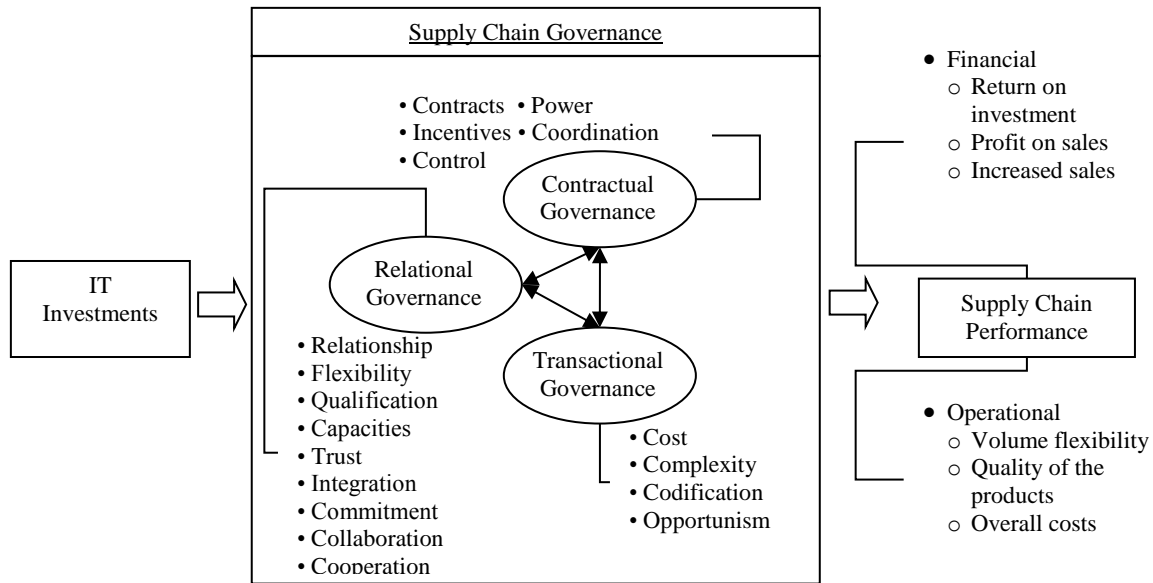 Supply Chain Governance
• Contracts • Power
• Incentives • Coordination
• Control
Contractual
Governance
Relational
Governance
Transactional
Governance
• Relationship
• Flexibility
• Qualification
• Capacities
• Trust
• Integration
• Commitment
• Collaboration
• Cooperation
• Cost
• Complexity
• Codification
• Opportunism
IT
Investments
Supply Chain
Performance
• Financial
o Return on
investment
o Profit on sales
o Increased sales
• Operational
o Volume flexibility
o Quality of the
products
o Overall costs